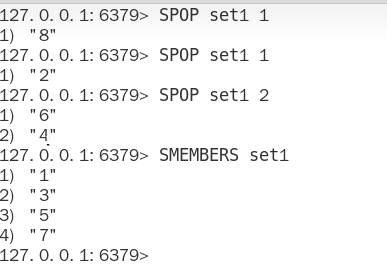 127.0.0.1:6379> SPOP set1 1
1) "8"
127.0.0.1:6379> SPOP set1 1
1) "2"
127.0.0.1:6379> SPOP set1 2
1) "6"
2) "4"
127.0.0.1:6379> SMEMBERS set1
1) "1"
2) "3"
3) "5"
4) "7"
127.0.0.1:6379>